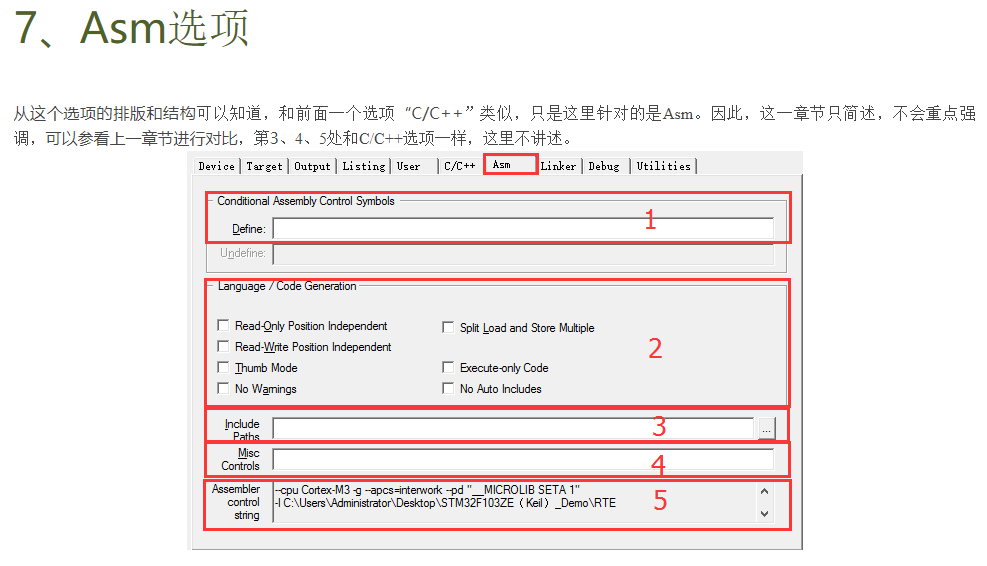 7、Asm选项
从这个选项的排版和结构可以知道，和前面一个选项“C/C++”类似，只是这里针对的是Asm。因此，这一章节只简述，不会重点强
调，可以参看上一章节进行对比，第3、4、5处和C/C++选项一样，这里不讲述。
Device Target Output Listing User C/C++ Asm Linker Debug Utilities
Conditional Assembly Control Symbols
Define: 1
Undefine:
Language / Code Generation
Read-Only Position Independent Split Load and Store Multiple
Read-Write Position Independent 2
Thumb Mode Execute-only Code
No Warnings No Auto Includes
Include
Paths 3 ...
Misc
Controls 4
Assembler --cpu Cortex-M3 -g --apcs=interwork --pd "__MICROLIB SETA 1"
control -I C:\Users\Administrator\Desktop\STM32F103ZE（Keil）_Demo\RTE 5
string